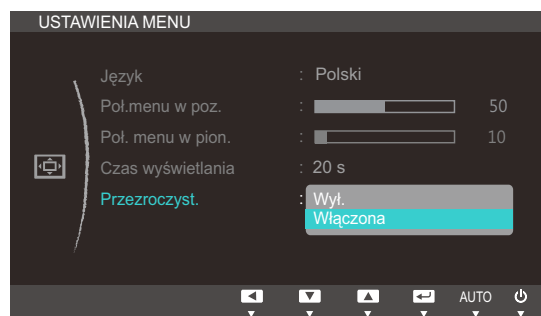 USTAWIENIA MENU
Język : Polski
Poł.menu w poz. : 50
Poł. menu w pion. : 10
Czas wyświetlania : 20 s
Przezroczyst. : Wył.
Włączona
AUTO